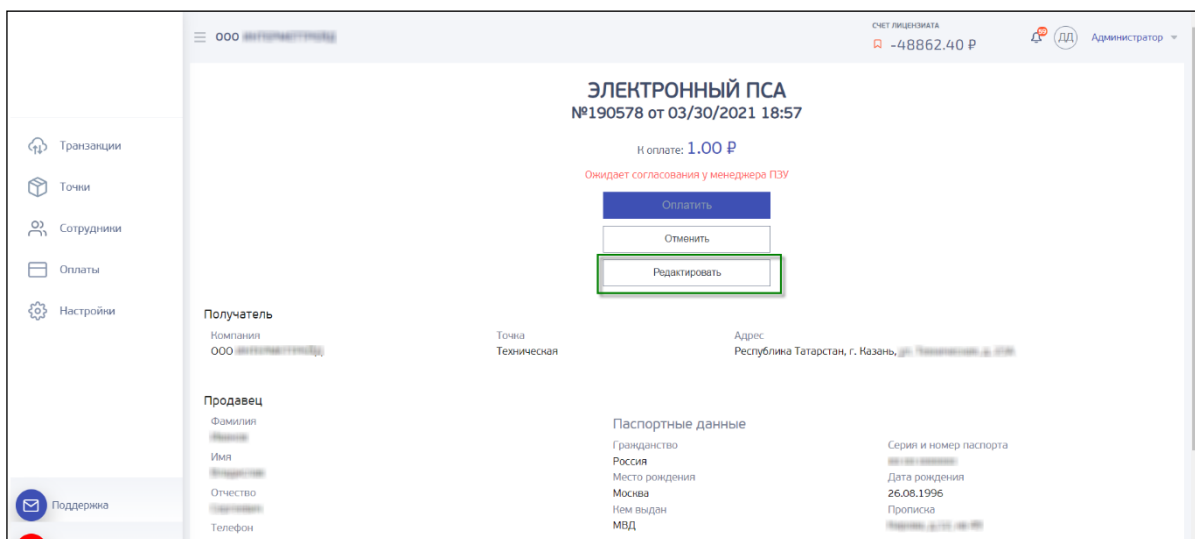 ООО
СЧЕТ ЛИЦЕНЗИАТА
-48862.40 ₽
59
ДД
Администратор
ЭЛЕКТРОННЫЙ ПСА
№190578 от 03/30/2021 18:57
К оплате: 1.00 ₽
Ожидает согласования у менеджера ПЗУ
Оплатить
Отменить
Редактировать
Транзакции
Точки
Сотрудники
Оплаты
Настройки
Поддержка
Получатель
Компания
ООО
Точка
Техническая
Адрес
Республика Татарстан, г. Казань,
Продавец
Фамилия
Имя
Отчество
Телефон
Паспортные данные
Гражданство
Россия
Место рождения
Москва
Кем выдан
МВД
Серия и номер паспорта
Дата рождения
26.08.1996
Прописка